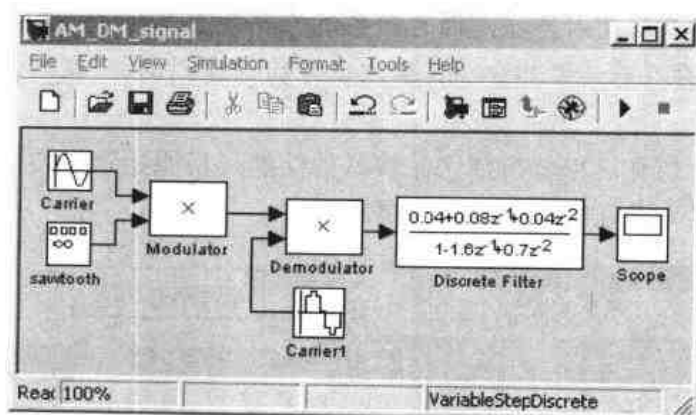 AM_DM_signal
File Edit View Simulation Format Tools Help
Carrier
sawtooth
×
Modulator
×
Demodulator
Carrier1
0.04+0.08z⁻¹+0.04z⁻²
1-1.6z⁻¹+0.7z⁻²
Discrete Filter
Scope
Reac 100%
VariableStepDiscrete